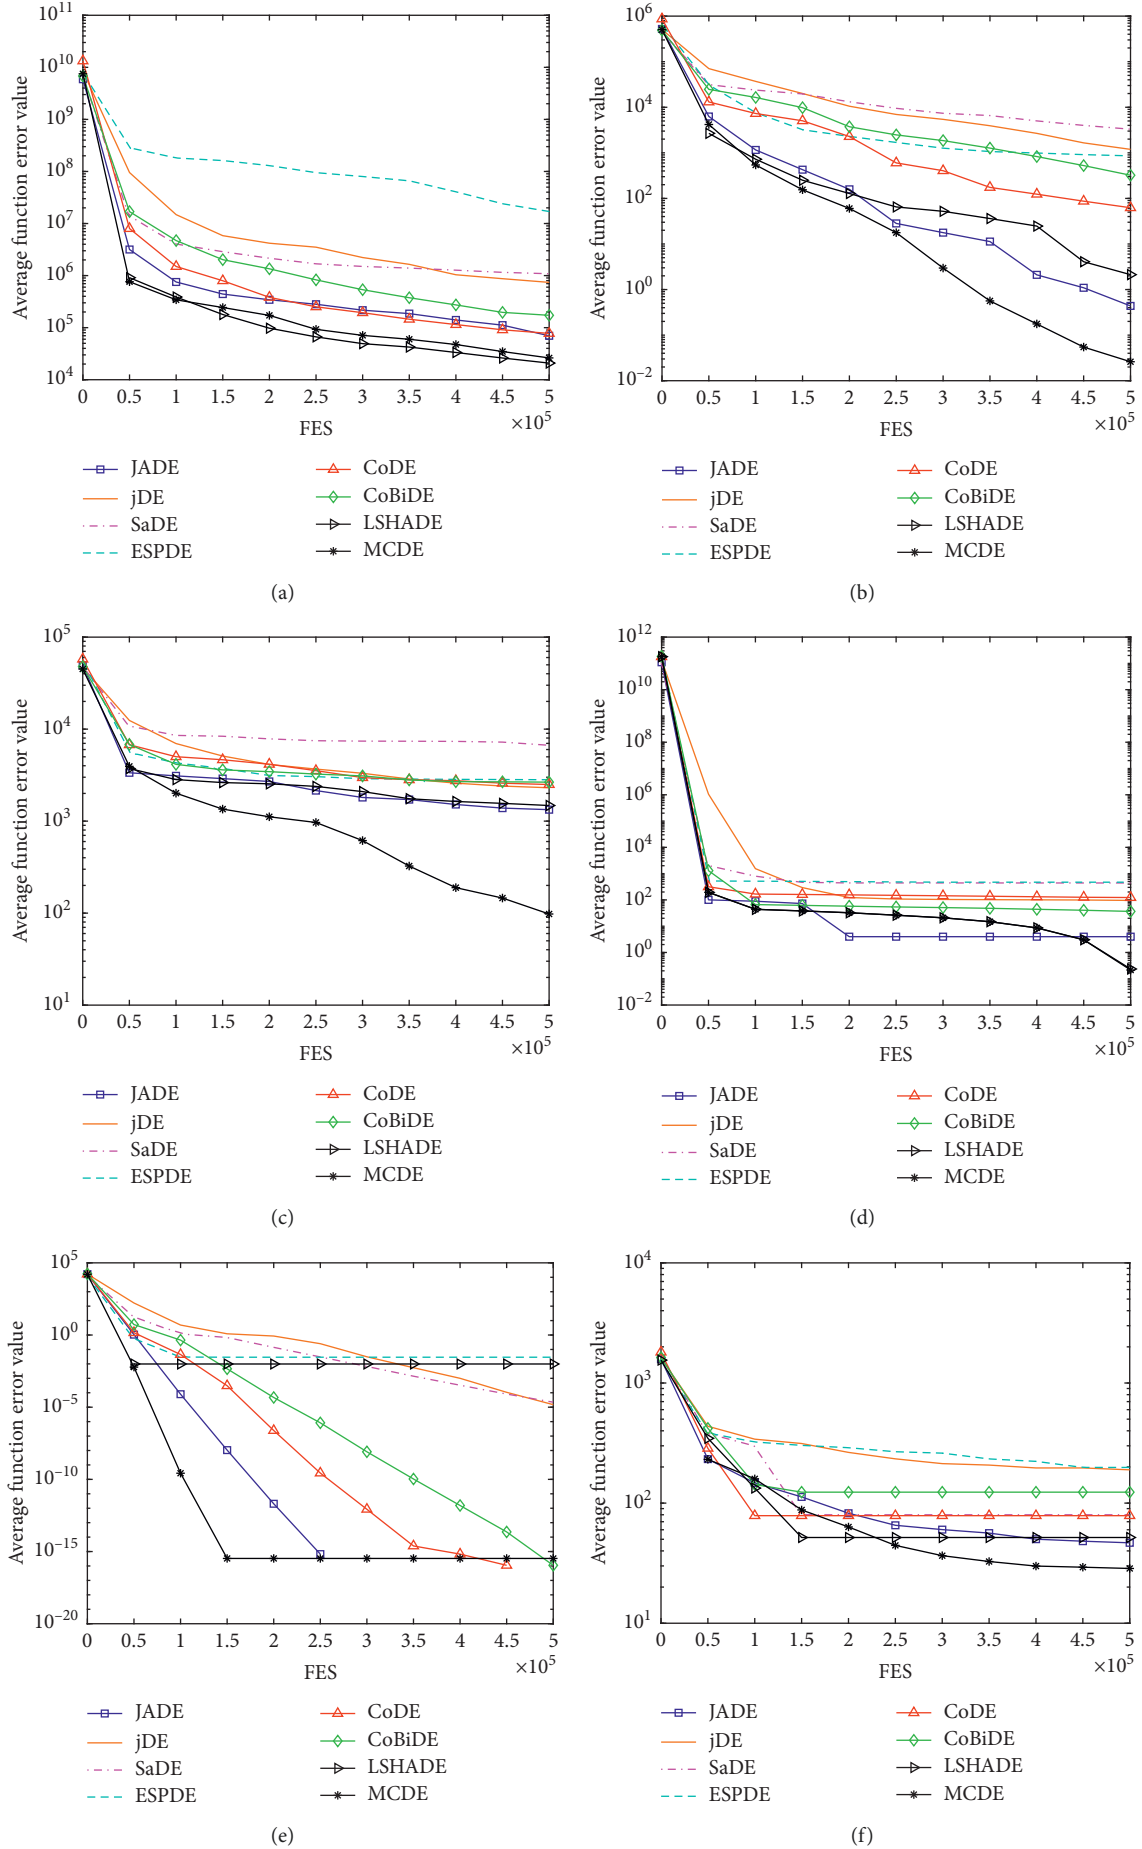 Average function error value
10^11
10^10
10^9
10^8
10^7
10^6
10^5
10^4
0 0.5 1 1.5 2 2.5 3 3.5 4 4.5 5
×10^5
FES
JADE
jDE
SaDE
ESPDE
CoDE
CoBiDE
LSHADE
MCDE
(a)
Average function error value
10^6
10^4
10^2
10^0
10^−2
0 0.5 1 1.5 2 2.5 3 3.5 4 4.5 5
×10^5
FES
JADE
jDE
SaDE
ESPDE
CoDE
CoBiDE
LSHADE
MCDE
(b)
Average function error value
10^5
10^4
10^3
10^2
10^1
0 0.5 1 1.5 2 2.5 3 3.5 4 4.5 5
×10^5
FES
JADE
jDE
SaDE
ESPDE
CoDE
CoBiDE
LSHADE
MCDE
(c)
Average function error value
10^12
10^10
10^8
10^6
10^4
10^2
10^0
10^−2
0 0.5 1 1.5 2 2.5 3 3.5 4 4.5 5
×10^5
FES
JADE
jDE
SaDE
ESPDE
CoDE
CoBiDE
LSHADE
MCDE
(d)
Average function error value
10^5
10^0
10^−5
10^−10
10^−15
10^−20
0 0.5 1 1.5 2 2.5 3 3.5 4 4.5 5
×10^5
FES
JADE
jDE
SaDE
ESPDE
CoDE
CoBiDE
LSHADE
MCDE
(e)
Average function error value
10^4
10^3
10^2
10^1
0 0.5 1 1.5 2 2.5 3 3.5 4 4.5 5
×10^5
FES
JADE
jDE
SaDE
ESPDE
CoDE
CoBiDE
LSHADE
MCDE
(f)